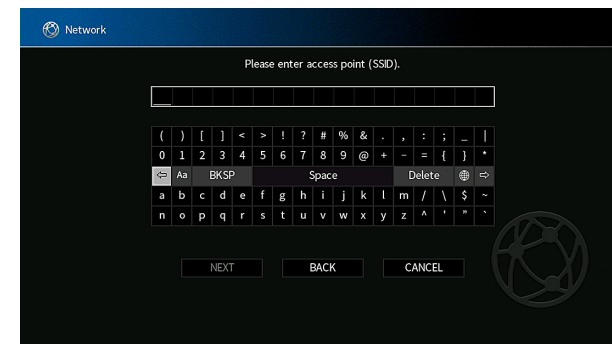 Network
Please enter access point (SSID).
( ) [ ] < > ! ? # % & . , : ; _ |
0 1 2 3 4 5 6 7 8 9 @ + - = { } *
⇦ Aa BKSP Space Delete ⇨
a b c d e f g h i j k l m / \ $ ~
n o p q r s t u v w x y z ^ ' " `
NEXT BACK CANCEL